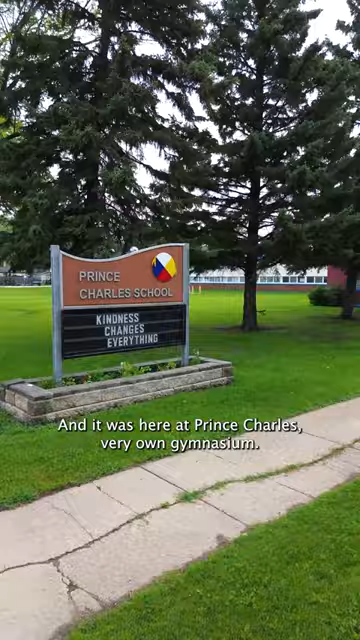 PRINCE
CHARLES SCHOOL
KINDNESS
CHANGES
EVERYTHING
And it was here at Prince Charles,
very own gymnasium.